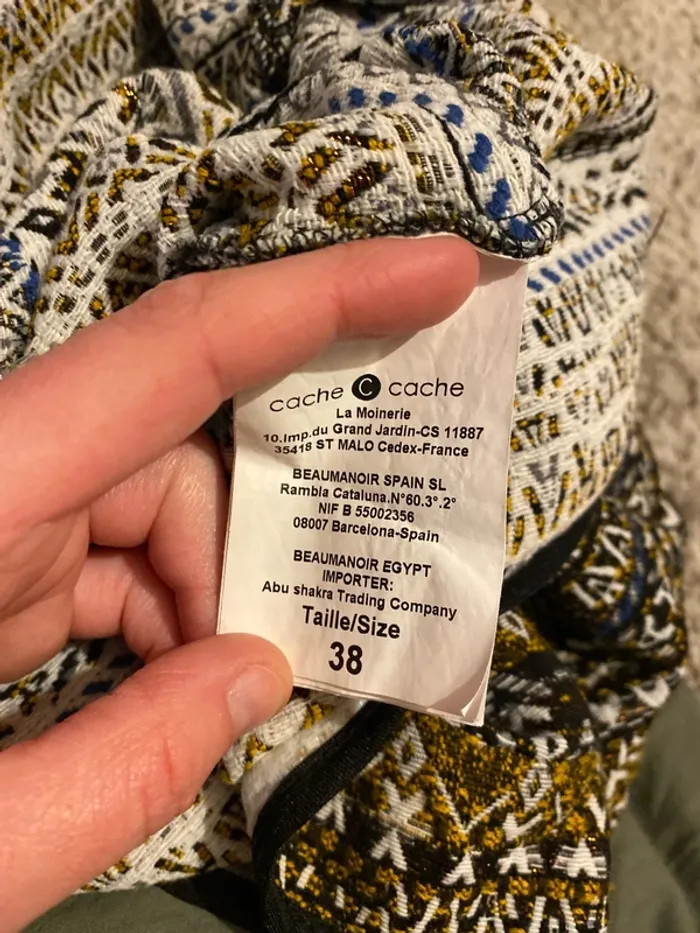 cache C cache
La Moinerie
10.Imp.du Grand Jardin-CS 11887
35418 ST MALO Cedex-France
BEAUMANOIR SPAIN SL
Rambla Cataluna.N°60.3°.2°
NIF B 55002356
08007 Barcelona-Spain
BEAUMANOIR EGYPT
IMPORTER:
Abu shakra Trading Company
Taille/Size
38